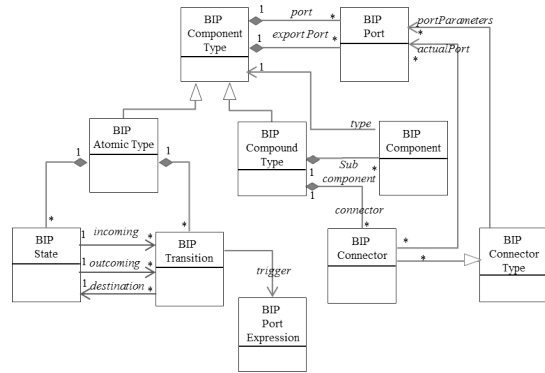 BIP
Component
Type
1
port
*
1
exportPort
*
BIP
Port
portParameters
*
actualPort
*
1
type
BIP
Atomic Type
1
1
BIP
Compound
Type
1
Sub
component
*
1
connector
*
BIP
Component
*
*
BIP
State
1
incoming
*
1
outcoming
*
1
destination
*
BIP
Transition
trigger
BIP
Port
Expression
BIP
Connector
*
*
BIP
Connector
Type